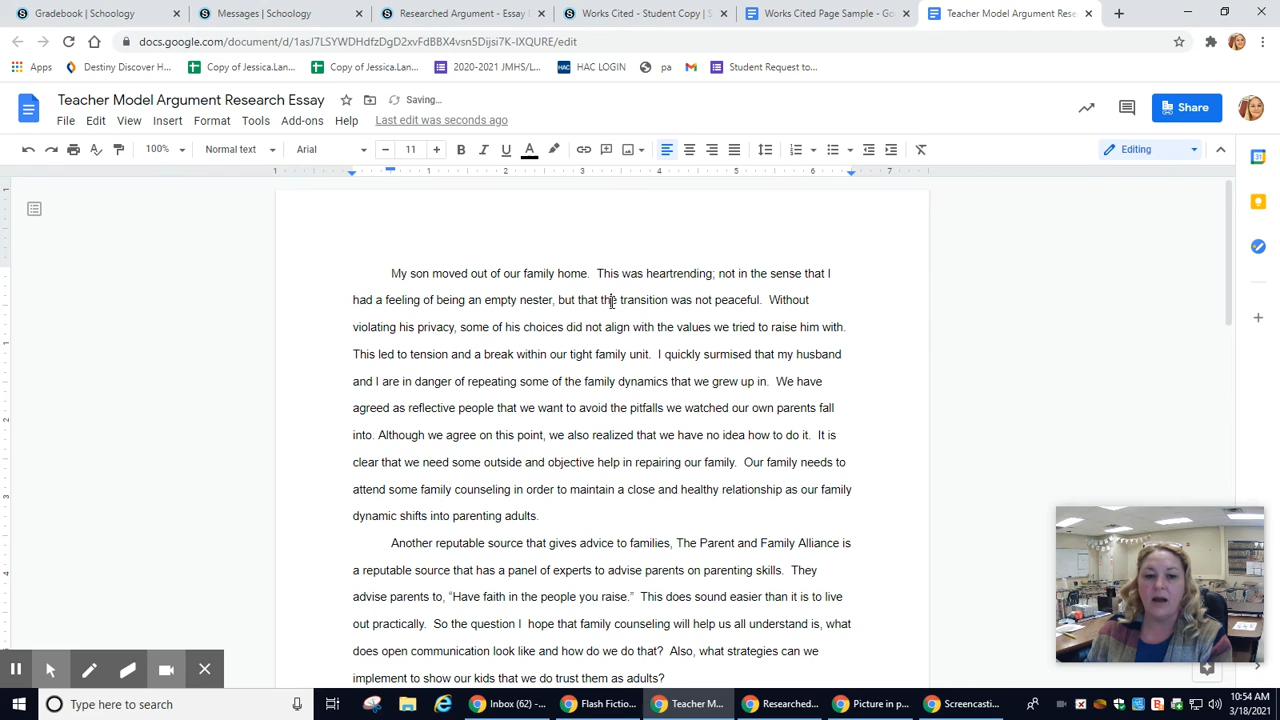 Gradebook | Schoology
Messages | Schoology
Researched Argument - Essay
Works Cited - Student Copy | S
Works Cited Page Sample - Go
Teacher Model Argument Rese
docs.google.com/document/d/1asJ7LSYWDHdfzDgD2xvFdBBX4vsn5Dijsi7K-IXQURE/edit
Apps
Destiny Discover H...
Copy of Jessica.Lan...
Copy of Jessica.Lan...
2020-2021 JMHS/L...
HAC LOGIN
pa
Student Request to...
Teacher Model Argument Research Essay
Saving...
File Edit View Insert Format Tools Add-ons Help Last edit was seconds ago
Share
100% Normal text Arial 11 Editing
My son moved out of our family home. This was heartrending; not in the sense that I
had a feeling of being an empty nester, but that the transition was not peaceful. Without
violating his privacy, some of his choices did not align with the values we tried to raise him with.
This led to tension and a break within our tight family unit. I quickly surmised that my husband
and I are in danger of repeating some of the family dynamics that we grew up in. We have
agreed as reflective people that we want to avoid the pitfalls we watched our own parents fall
into. Although we agree on this point, we also realized that we have no idea how to do it. It is
clear that we need some outside and objective help in repairing our family. Our family needs to
attend some family counseling in order to maintain a close and healthy relationship as our family
dynamic shifts into parenting adults.
Another reputable source that gives advice to families, The Parent and Family Alliance is
a reputable source that has a panel of experts to advise parents on parenting skills. They
advise parents to, “Have faith in the people you raise.” This does sound easier than it is to live
out practically. So the question I hope that family counseling will help us all understand is, what
does open communication look like and how do we do that? Also, what strategies can we
implement to show our kids that we do trust them as adults?
Type here to search
Inbox (62) - ...
Flash Fictio...
Teacher M...
Researched...
Picture in p...
Screencasti...
10:54 AM
3/18/2021